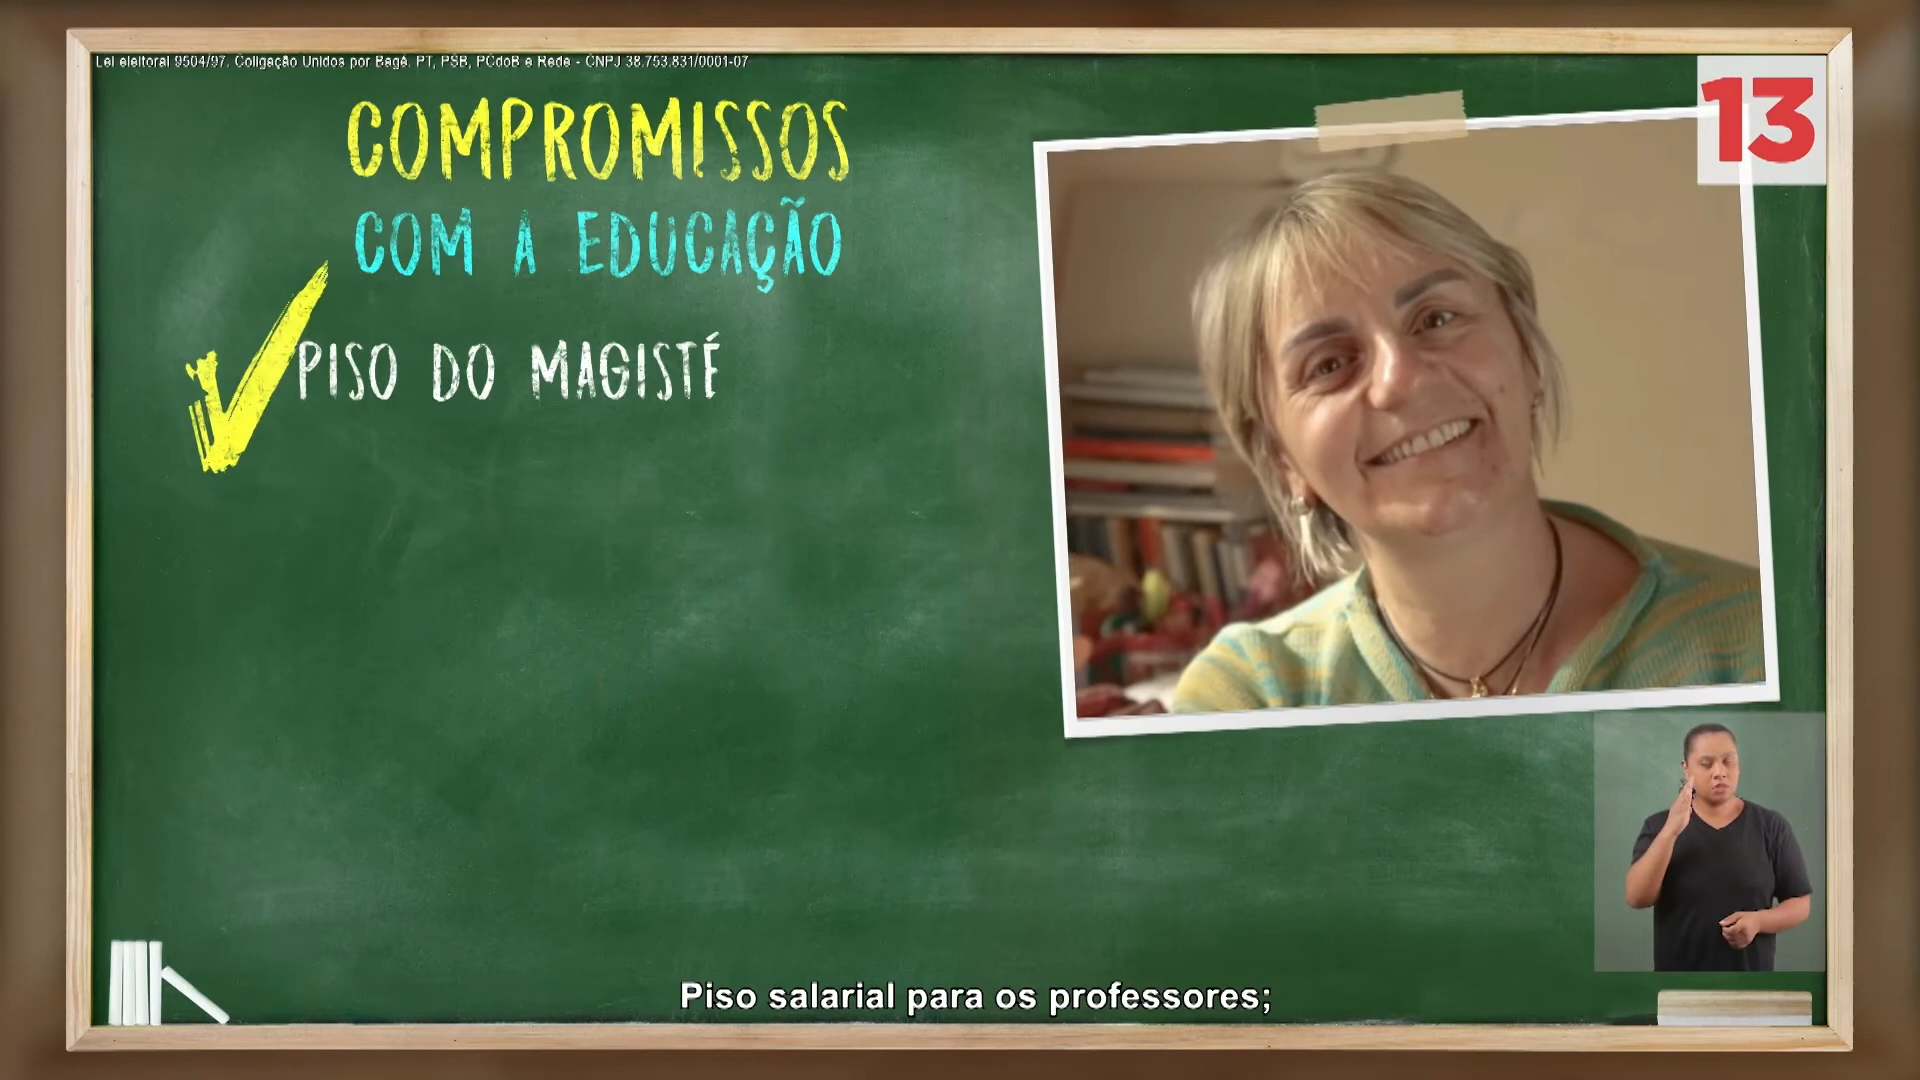 Lei eleitoral 9504/97. Coligação Unidos por Bagé. PT, PSB, PCdoB e Rede - CNPJ 38.753.831/0001-07
13
COMPROMISSOS
COM A EDUCAÇÃO
PISO DO MAGISTÉ
Piso salarial para os professores;